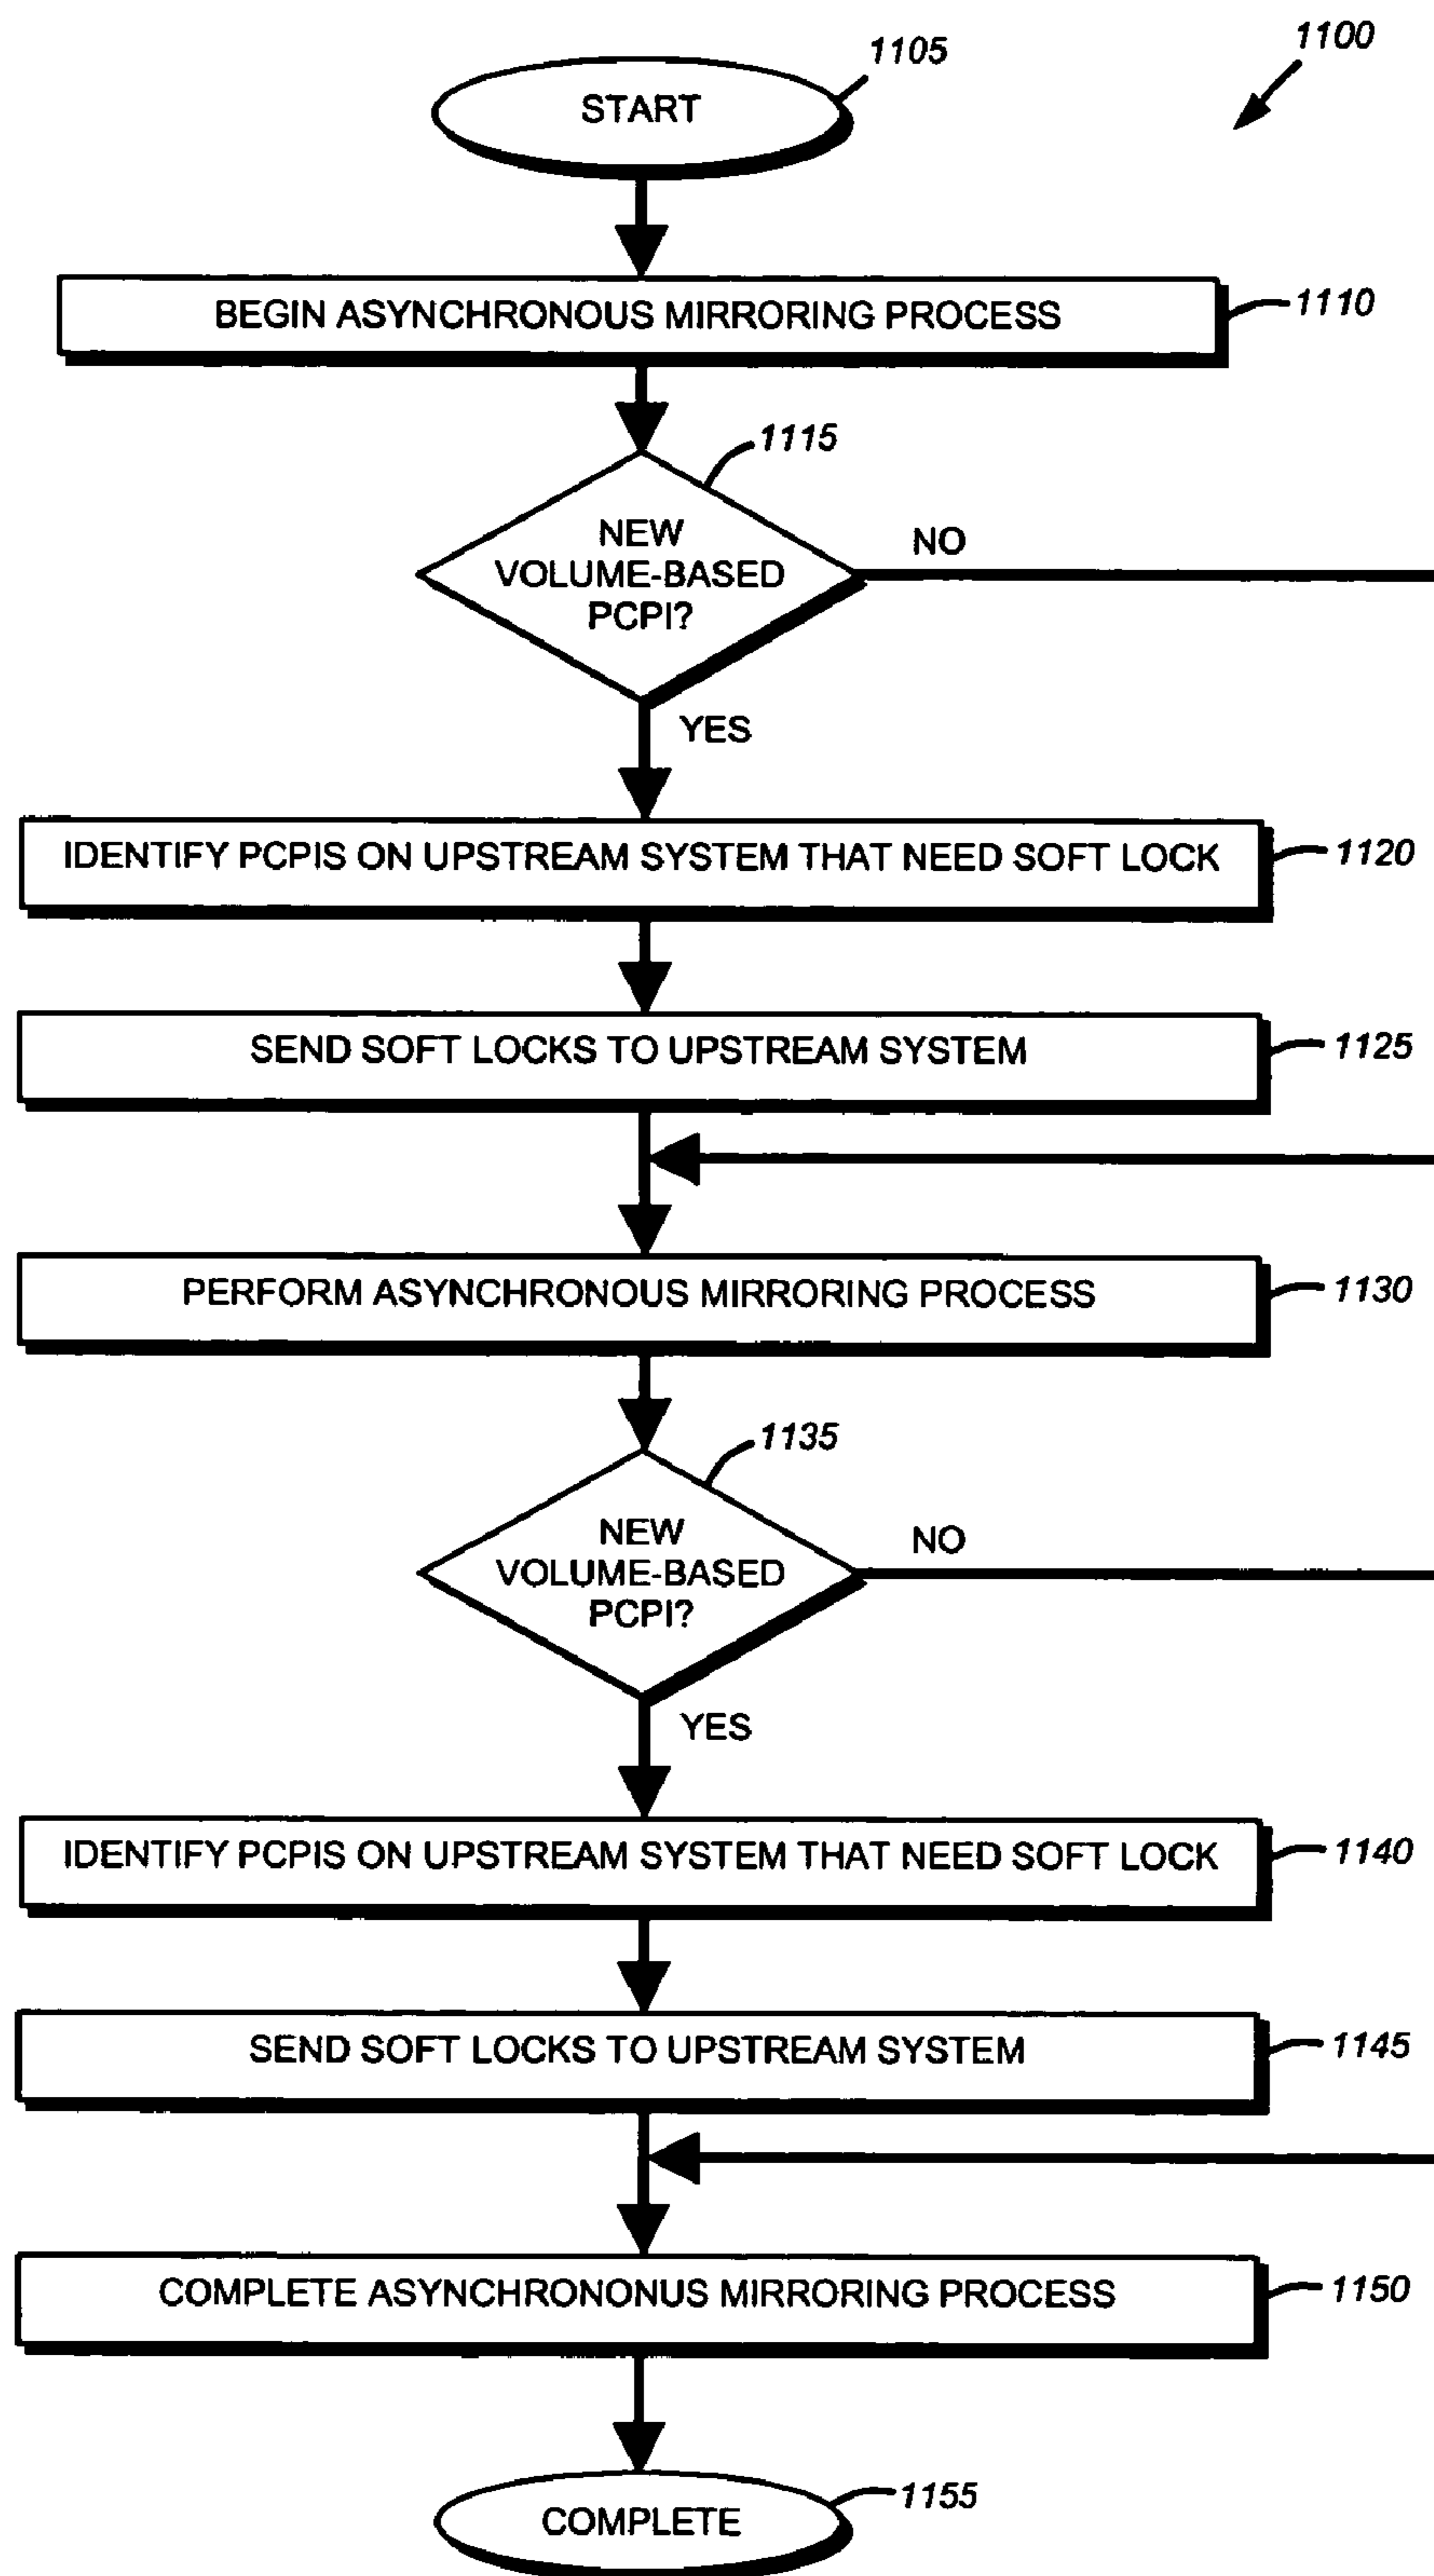 1100
1105
START
BEGIN ASYNCHRONOUS MIRRORING PROCESS
1110
1115
NEW
VOLUME-BASED
PCPI?
NO
YES
IDENTIFY PCPIS ON UPSTREAM SYSTEM THAT NEED SOFT LOCK
1120
SEND SOFT LOCKS TO UPSTREAM SYSTEM
1125
PERFORM ASYNCHRONOUS MIRRORING PROCESS
1130
1135
NEW
VOLUME-BASED
PCPI?
NO
YES
IDENTIFY PCPIS ON UPSTREAM SYSTEM THAT NEED SOFT LOCK
1140
SEND SOFT LOCKS TO UPSTREAM SYSTEM
1145
COMPLETE ASYNCHRONONUS MIRRORING PROCESS
1150
1155
COMPLETE